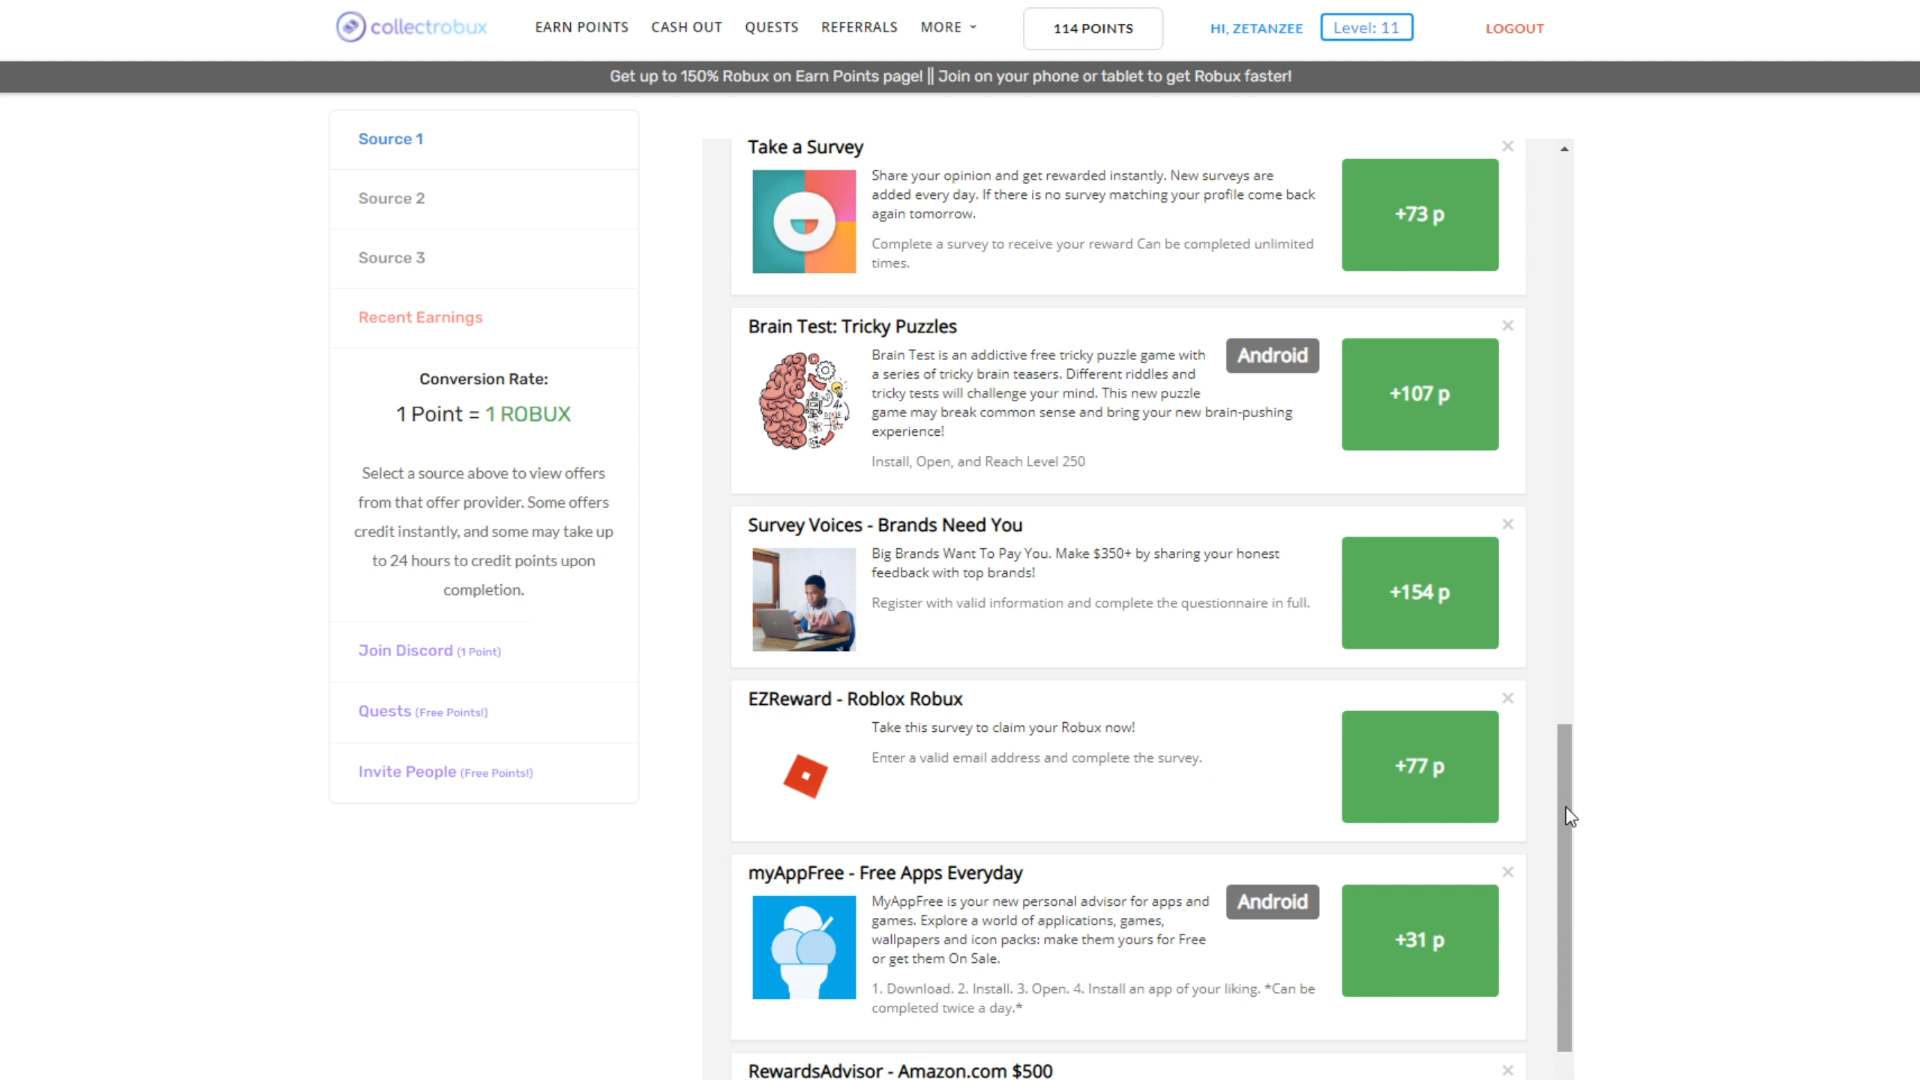 collectrobux
EARN POINTS CASH OUT QUESTS REFERRALS MORE
114 POINTS
HI, ZETANZEE
Level: 11
LOGOUT
Get up to 150% Robux on Earn Points page! || Join on your phone or tablet to get Robux faster!
Source 1
Source 2
Source 3
Recent Earnings
Conversion Rate:
1 Point = 1 ROBUX
Select a source above to view offers
from that offer provider. Some offers
credit instantly, and some may take up
to 24 hours to credit points upon
completion.
Join Discord (1 Point)
Quests (Free Points!)
Invite People (Free Points!)
Take a Survey
Share your opinion and get rewarded instantly. New surveys are
added every day. If there is no survey matching your profile come back
again tomorrow.
Complete a survey to receive your reward Can be completed unlimited
times.
+73 p
Brain Test: Tricky Puzzles
Brain Test is an addictive free tricky puzzle game with
a series of tricky brain teasers. Different riddles and
tricky tests will challenge your mind. This new puzzle
game may break common sense and bring your new brain-pushing
experience!
Install, Open, and Reach Level 250
Android
+107 p
Survey Voices - Brands Need You
Big Brands Want To Pay You. Make $350+ by sharing your honest
feedback with top brands!
Register with valid information and complete the questionnaire in full.
+154 p
EZReward - Roblox Robux
Take this survey to claim your Robux now!
Enter a valid email address and complete the survey.
+77 p
myAppFree - Free Apps Everyday
MyAppFree is your new personal advisor for apps and
games. Explore a world of applications, games,
wallpapers and icon packs: make them yours for Free
or get them On Sale.
1. Download. 2. Install. 3. Open. 4. Install an app of your liking. *Can be
completed twice a day.*
Android
+31 p
RewardsAdvisor - Amazon.com $500